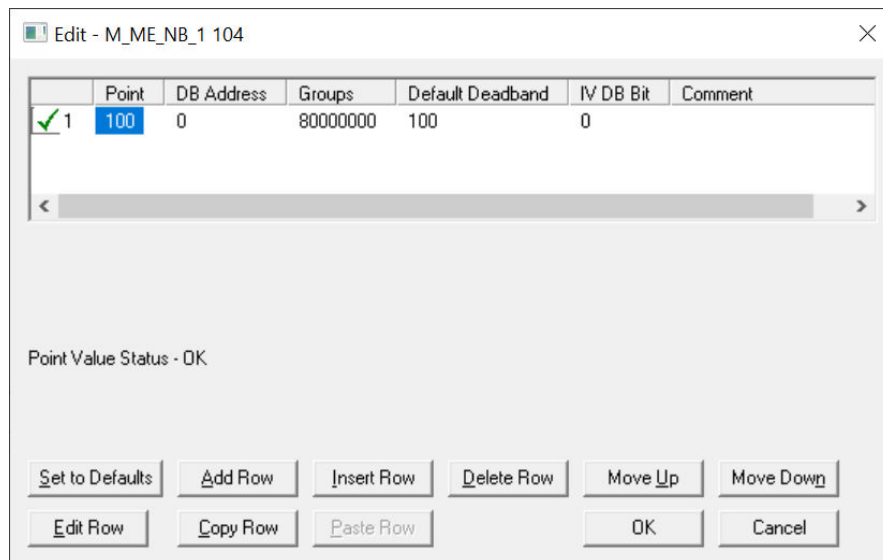 Edit - M_ME_NB_1 104
Point DB Address Groups Default Deadband IV DB Bit Comment
1 100 0 80000000 100 0
Point Value Status - OK
Set to Defaults Add Row Insert Row Delete Row Move Up Move Down
Edit Row Copy Row Paste Row OK Cancel